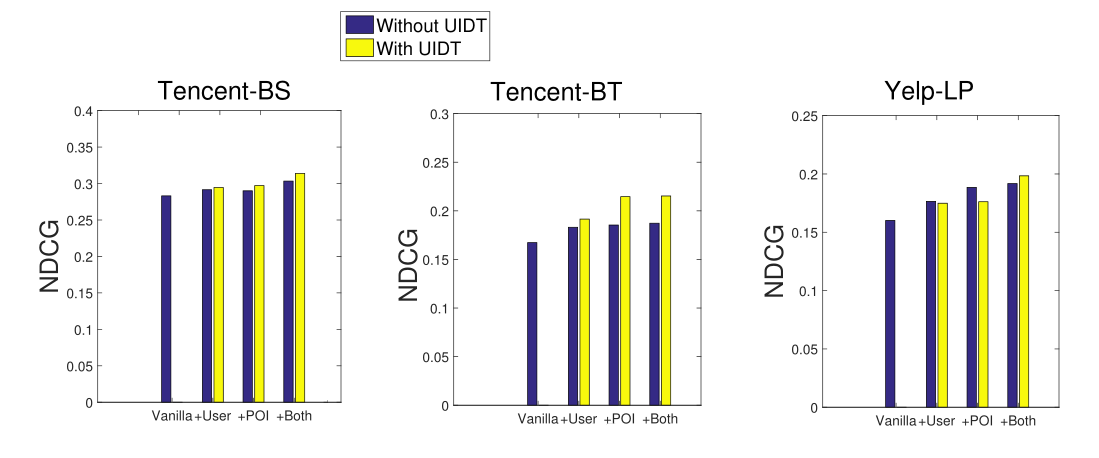 Without UIDT
With UIDT
Tencent-BS
NDCG
0.4
0.35
0.3
0.25
0.2
0.15
0.1
0.05
0
Vanilla +User +POI +Both
Tencent-BT
NDCG
0.3
0.25
0.2
0.15
0.1
0.05
0
Vanilla +User +POI +Both
Yelp-LP
NDCG
0.25
0.2
0.15
0.1
0.05
0
Vanilla +User +POI +Both